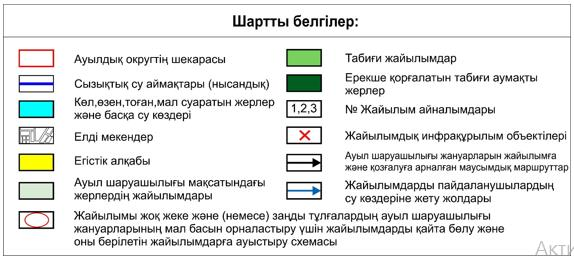 Шартты белгілер:
Ауылдық округтің шекарасы
Сызықтық су аймақтары (нысандық)
Көл,өзен,тоған,мал суаратын жерлер
және басқа су көздері
Елді мекендер
Егістік алқабы
Ауыл шаруашылығы мақсатындағы
жерлердің жайылымдары
Табиғи жайылымдар
Ерекше қорғалатын табиғи аумақты
жерлер
1,2,3 № Жайылым айналымдары
Жайылымдық инфрақұрылым объектілері
Ауыл шаруашылығы жануарларын жайылымға
және қозғалуға арналған маусымдық маршруттар
Жайылымдарды пайдаланушылардың
су көздеріне жету жолдары
Жайылымы жоқ жеке және (немесе) заңды тұлғалардың ауыл шаруашылығы
жануарларының мал басын орналастыру үшін жайылымдарды қайта бөлу және
оны берілетін жайылымдарға ауыстыру схемасы
Акти